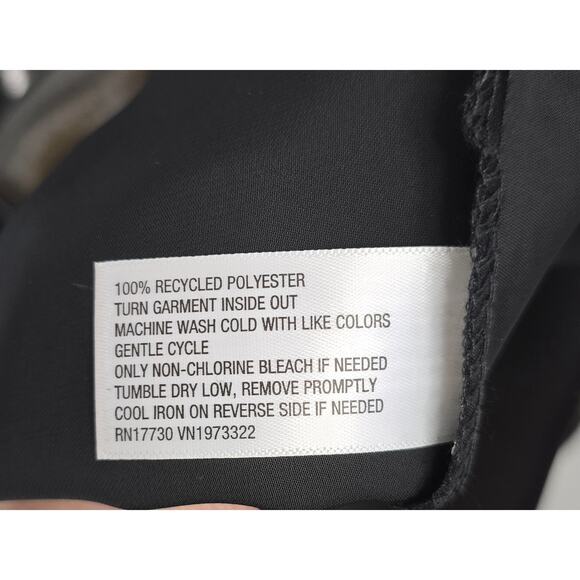 100% RECYCLED POLYESTER
TURN GARMENT INSIDE OUT
MACHINE WASH COLD WITH LIKE COLORS
GENTLE CYCLE
ONLY NON-CHLORINE BLEACH IF NEEDED
TUMBLE DRY LOW, REMOVE PROMPTLY
COOL IRON ON REVERSE SIDE IF NEEDED
RN17730 VN1973322